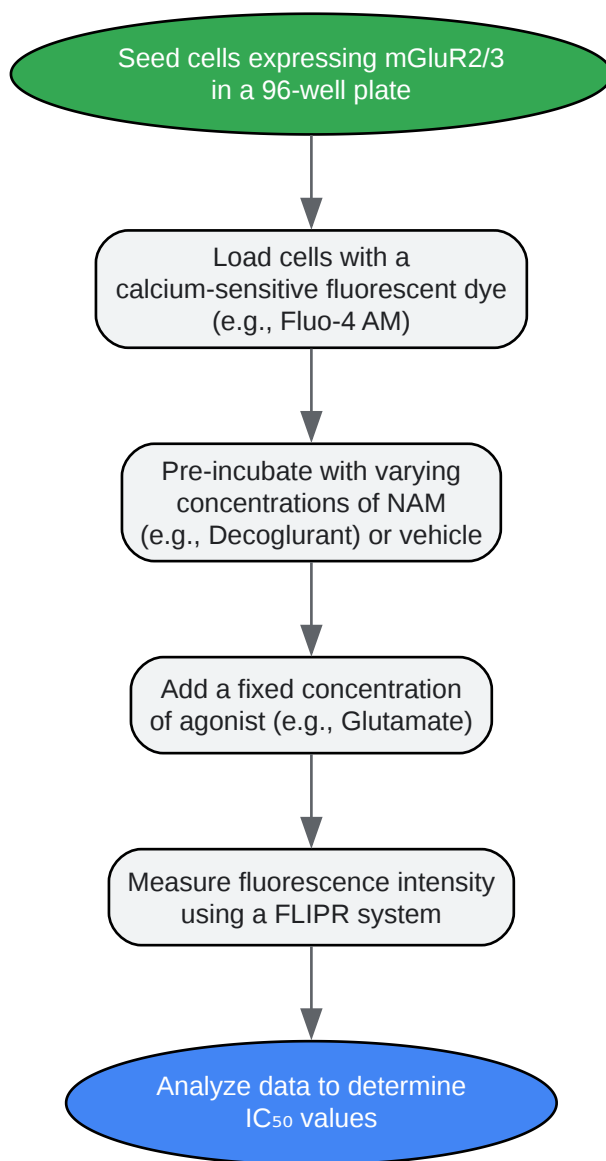 Seed cells expressing mGluR2/3
in a 96-well plate
Load cells with a
calcium-sensitive fluorescent dye
(e.g., Fluo-4 AM)
Pre-incubate with varying
concentrations of NAM
(e.g., Decoglurant) or vehicle
Add a fixed concentration
of agonist (e.g., Glutamate)
Measure fluorescence intensity
using a FLIPR system
Analyze data to determine
IC₅₀ values